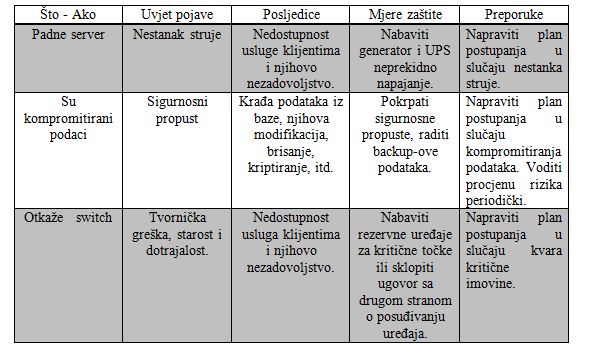 Što - Ako
Uvjet pojave
Posljedice
Mjere zaštite
Preporuke
Padne server
Nestanak struje
Nedostupnost
usluge klijentima
i njihovo
nezadovoljstvo.
Nabaviti
generator i UPS
neprekidno
napajanje.
Napraviti plan
postupanja u
slučaju nestanka
struje.
Su
kompromitirani
podaci
Sigurnosni
propust
Krađa podataka iz
baze, njihova
modifikacija,
brisanje,
kriptiranje, itd.
Pokrpati
sigurnosne
propuste, raditi
backup-ove
podataka.
Napraviti plan
postupanja u
slučaju
kompromitiranja
podataka. Voditi
procjenu rizika
periodički.
Otkaže switch
Tvornička
greška, starost i
dotrajalost.
Nedostupnost
usluga klijentima
i njihovo
nezadovoljstvo.
Nabaviti
rezervne uređaje
za kritične točke
ili sklopiti
ugovor sa
drugom stranom
o posuđivanju
uređaja.
Napraviti plan
postupanja u
slučaju kvara
kritične
imovine.